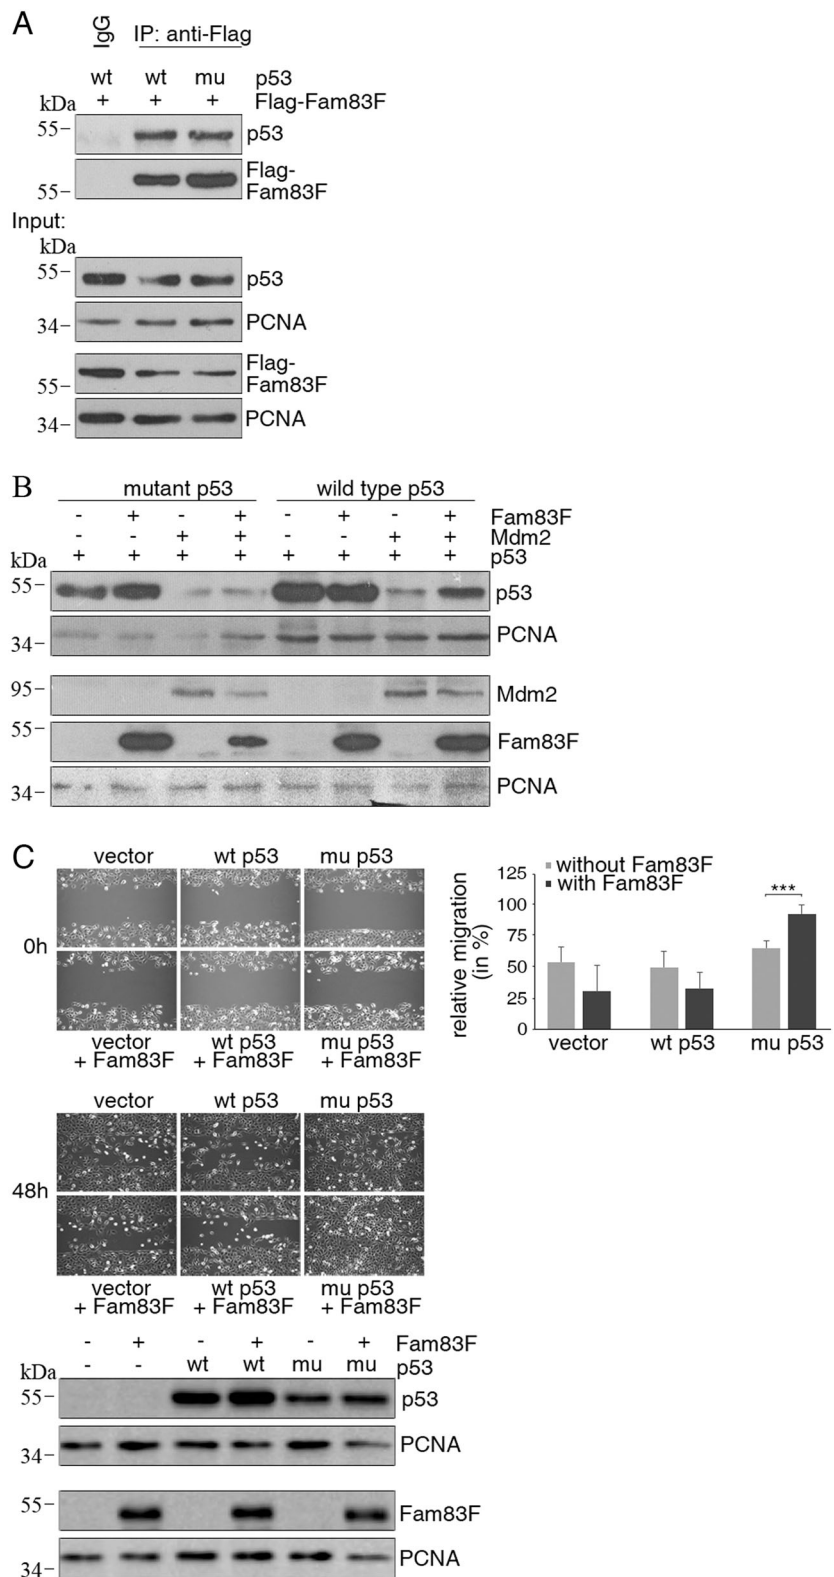 A
IgG
IP: anti-Flag
wt wt mu p53
kDa + + + Flag-Fam83F
55 p53
55 Flag-
Fam83F
Input:
kDa
55 p53
34 PCNA
55 Flag-
Fam83F
34 PCNA
B
mutant p53 wild type p53
- + - + - + - + Fam83F
- - + + - - + + Mdm2
kDa + + + + + + + + p53
55 p53
34 PCNA
95 Mdm2
55 Fam83F
34 PCNA
C
vector wt p53 mu p53
0h
vector wt p53 mu p53
+ Fam83F + Fam83F + Fam83F
without Fam83F
with Fam83F
relative migration
(in %)
125
100
75
50
25
0
***
vector wt p53 mu p53
vector wt p53 mu p53
48h
vector wt p53 mu p53
+ Fam83F + Fam83F + Fam83F
- + - + - + Fam83F
- - wt wt mu mu p53
kDa
55 p53
34 PCNA
55 Fam83F
34 PCNA